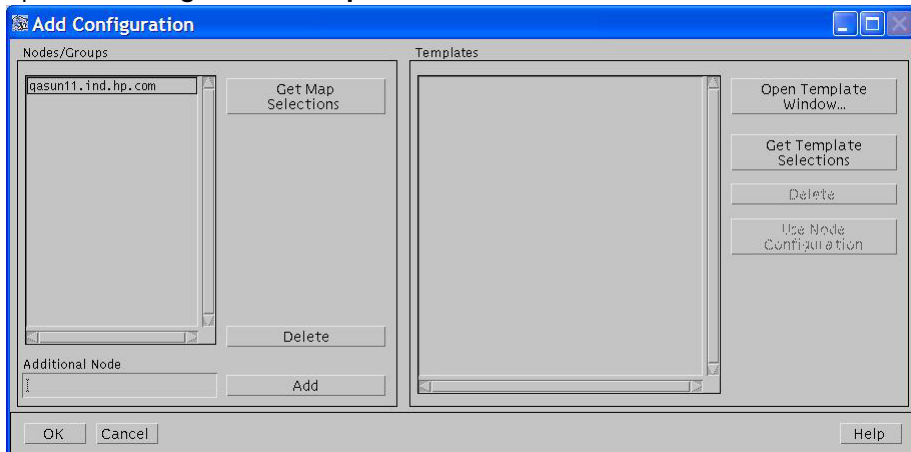 Add Configuration
Nodes/Groups
qasun11.ind.hp.com
Get Map
Selections
Delete
Additional Node
Add
Templates
Open Template
Window...
Get Template
Selections
Delete
Use Node
Configuration
OK
Cancel
Help